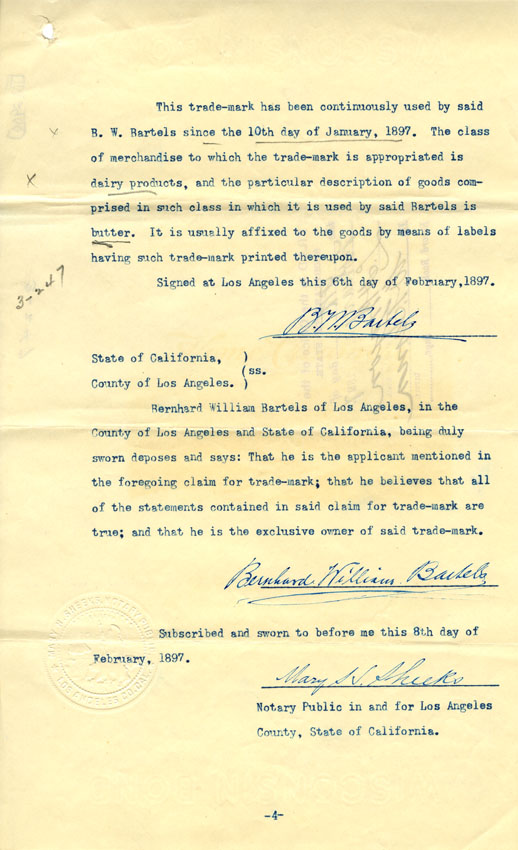 This trade-mark has been continuously used by said
B. W. Bartels since the 10th day of January, 1897. The class
of merchandise to which the trade-mark is appropriated is
dairy products, and the particular description of goods com-
prised in such class in which it is used by said Bartels is
butter. It is usually affixed to the goods by means of labels
having such trade-mark printed thereupon.
3-247
Signed at Los Angeles this 6th day of February,1897.
B.W.Bartels
State of California, )
(ss.
County of Los Angeles. )
Bernhard William Bartels of Los Angeles, in the
County of Los Angeles and State of California, being duly
sworn deposes and says: That he is the applicant mentioned in
the foregoing claim for trade-mark; that he believes that all
of the statements contained in said claim for trade-mark are
true; and that he is the exclusive owner of said trade-mark.
Bernhard William Bartels
Subscribed and sworn to before me this 8th day of
February, 1897.
Mary
Notary Public in and for Los Angeles
County, State of California.
-4-